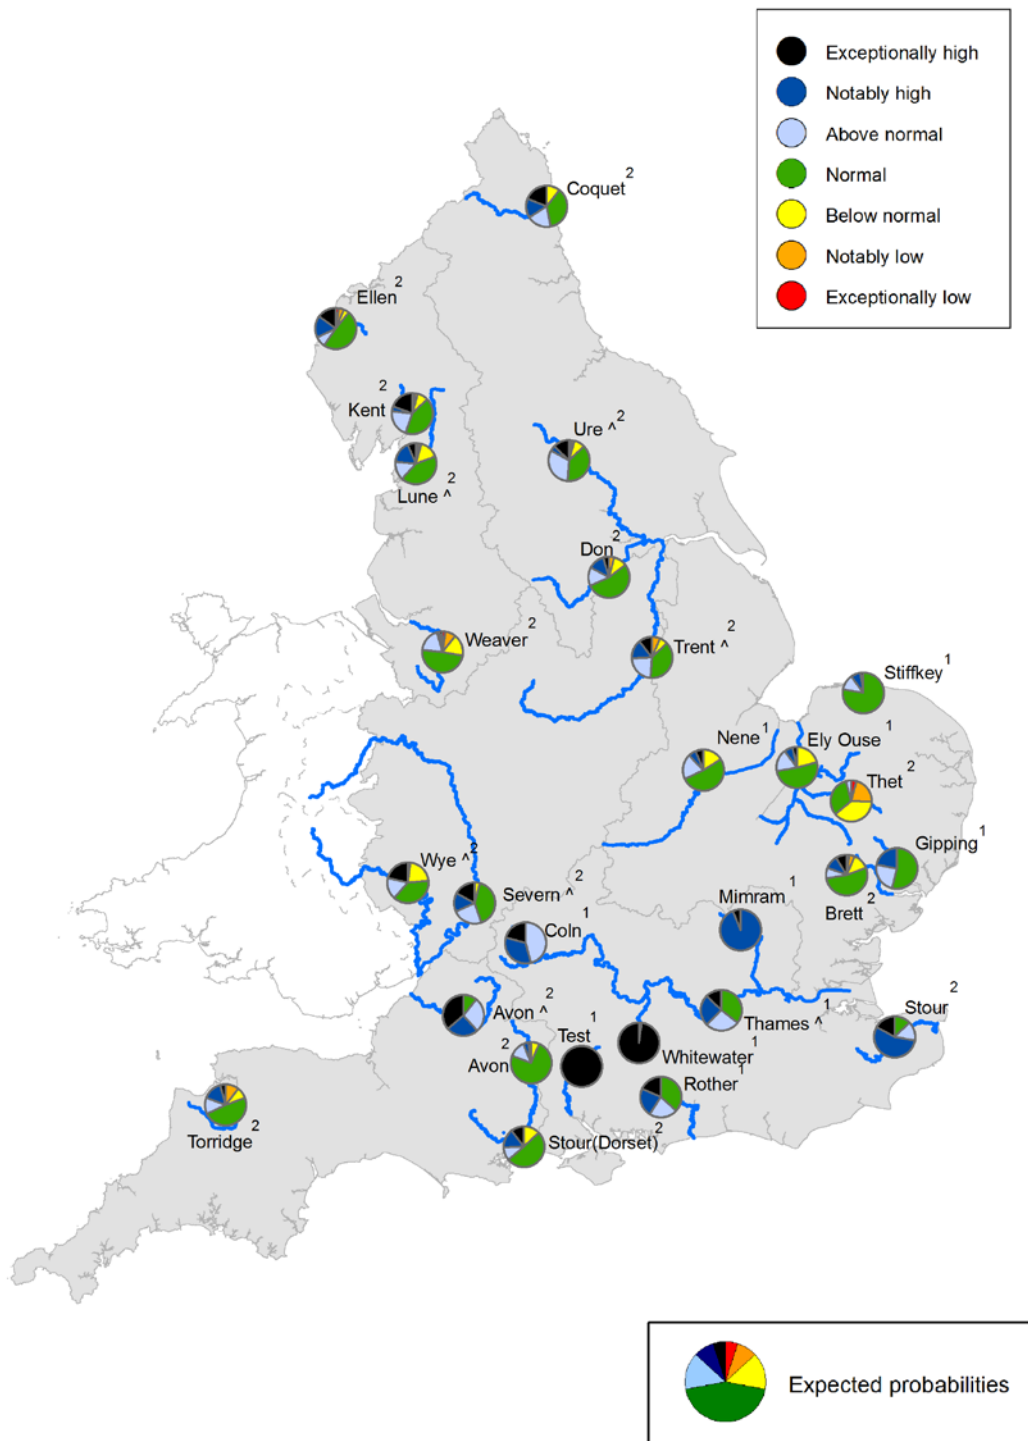 Exceptionally high
Notably high
Above normal
Normal
Below normal
Notably low
Exceptionally low
Coquet 2
Ellen 2
Kent 2
Ure ^ 2
Lune ^ 2
Don 2
Weaver 2
Trent ^ 2
Stiffkey 1
Nene 1
Ely Ouse 1
Thet 2
Gipping 1
Wye ^ 2
Severn ^ 2
Mimram 1
Brett 2
Coln 1
Avon ^ 2
Test 1
Thames ^ 1
Stour 2
Avon 2
Whitewater 1
Rother 1
Torridge 2
Stour(Dorset) 2
Expected probabilities